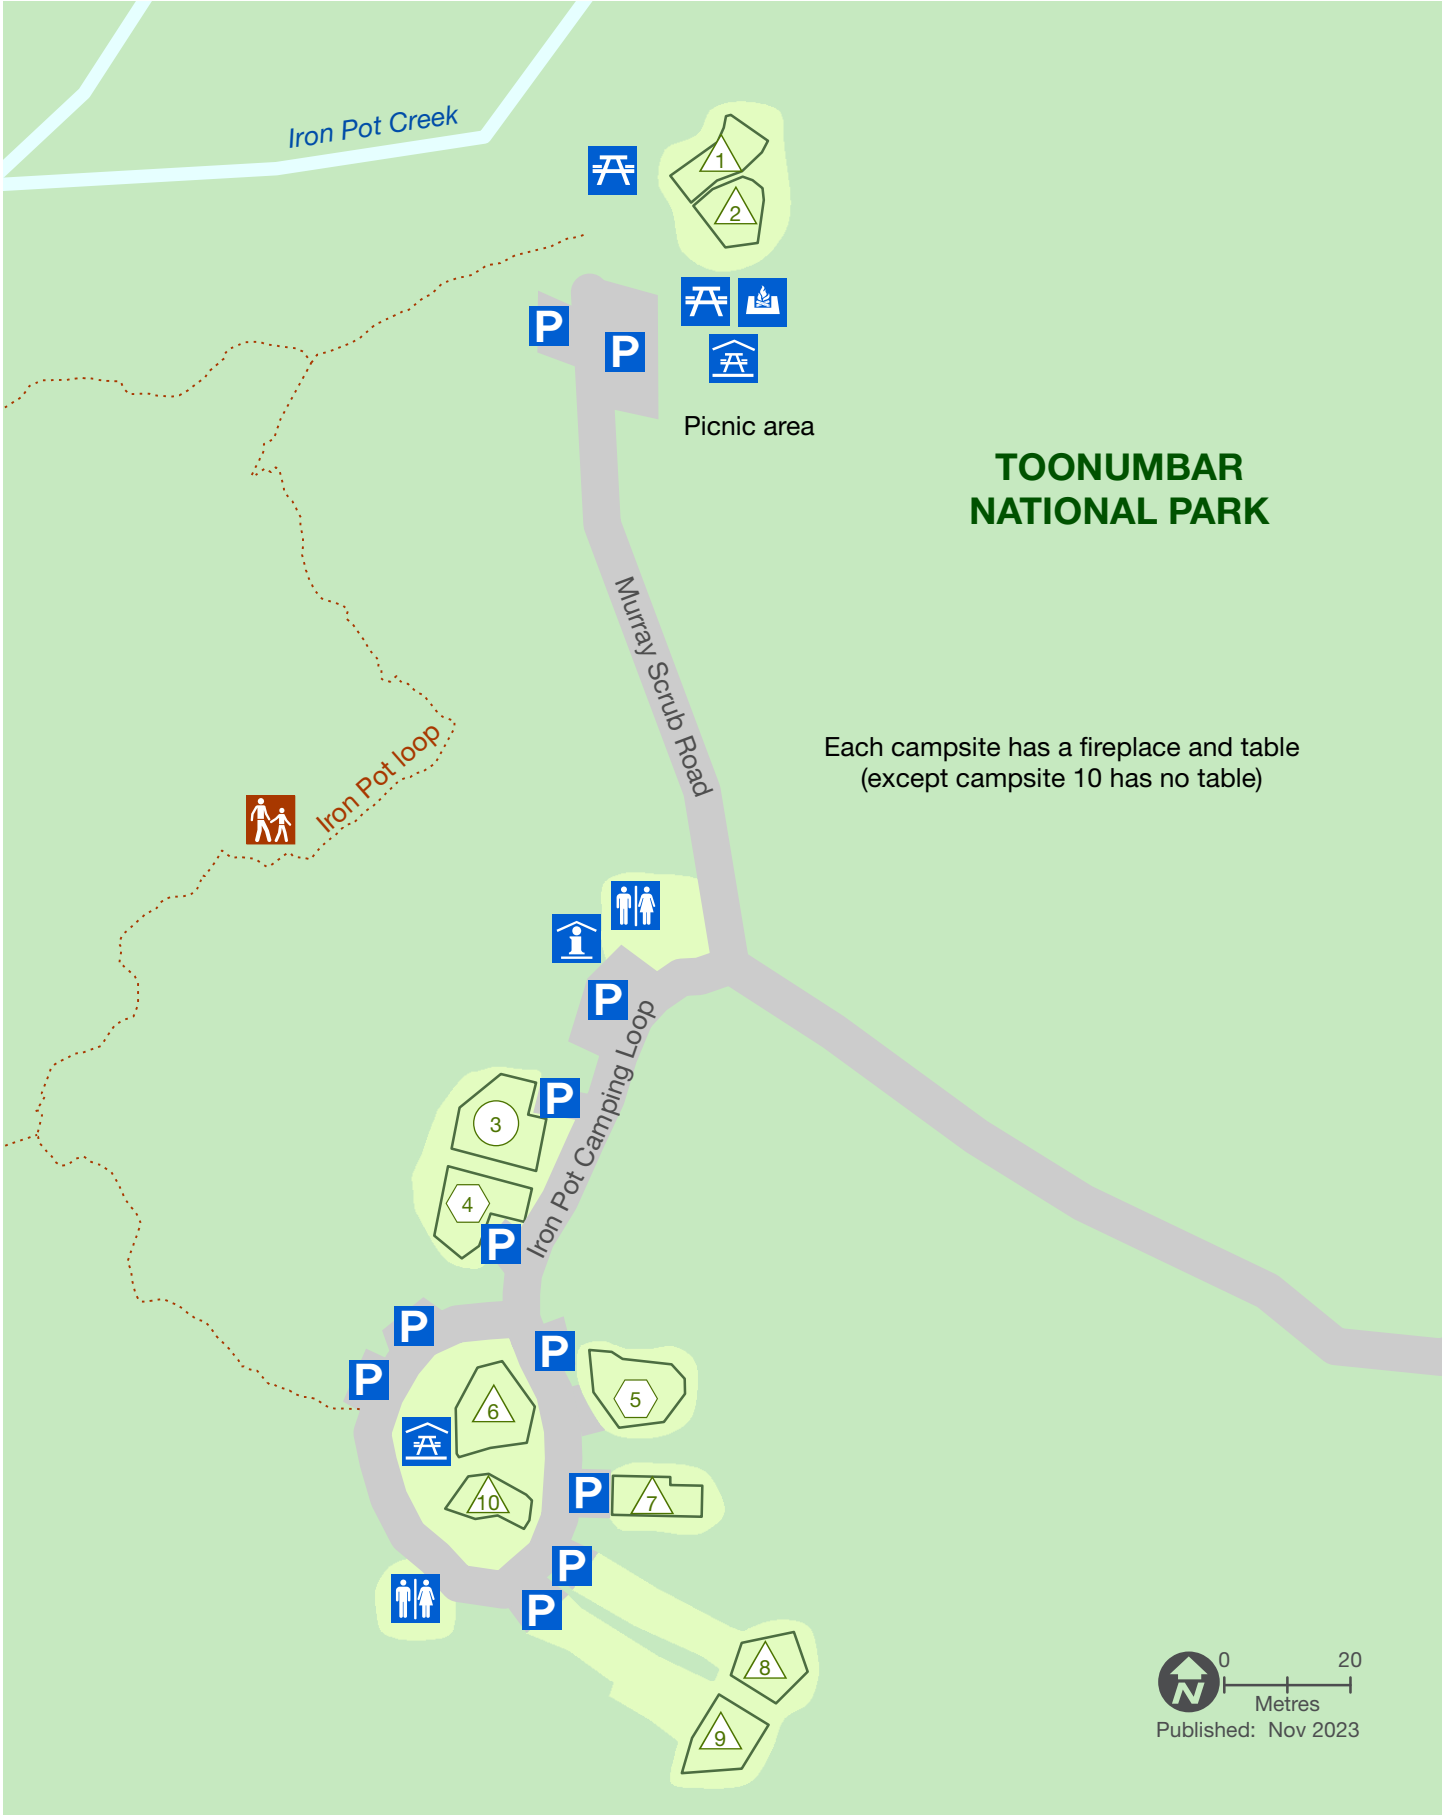 Iron Pot Creek
1
2
P
P
Picnic area
TOONUMBAR
NATIONAL PARK
Murray Scrub Road
Each campsite has a fireplace and table
(except campsite 10 has no table)
Iron Pot loop
P
Iron Pot Camping Loop
P
3
4
P
P
P
P
5
6
P
7
10
P
P
8
9
N
0 20
Metres
Published: Nov 2023